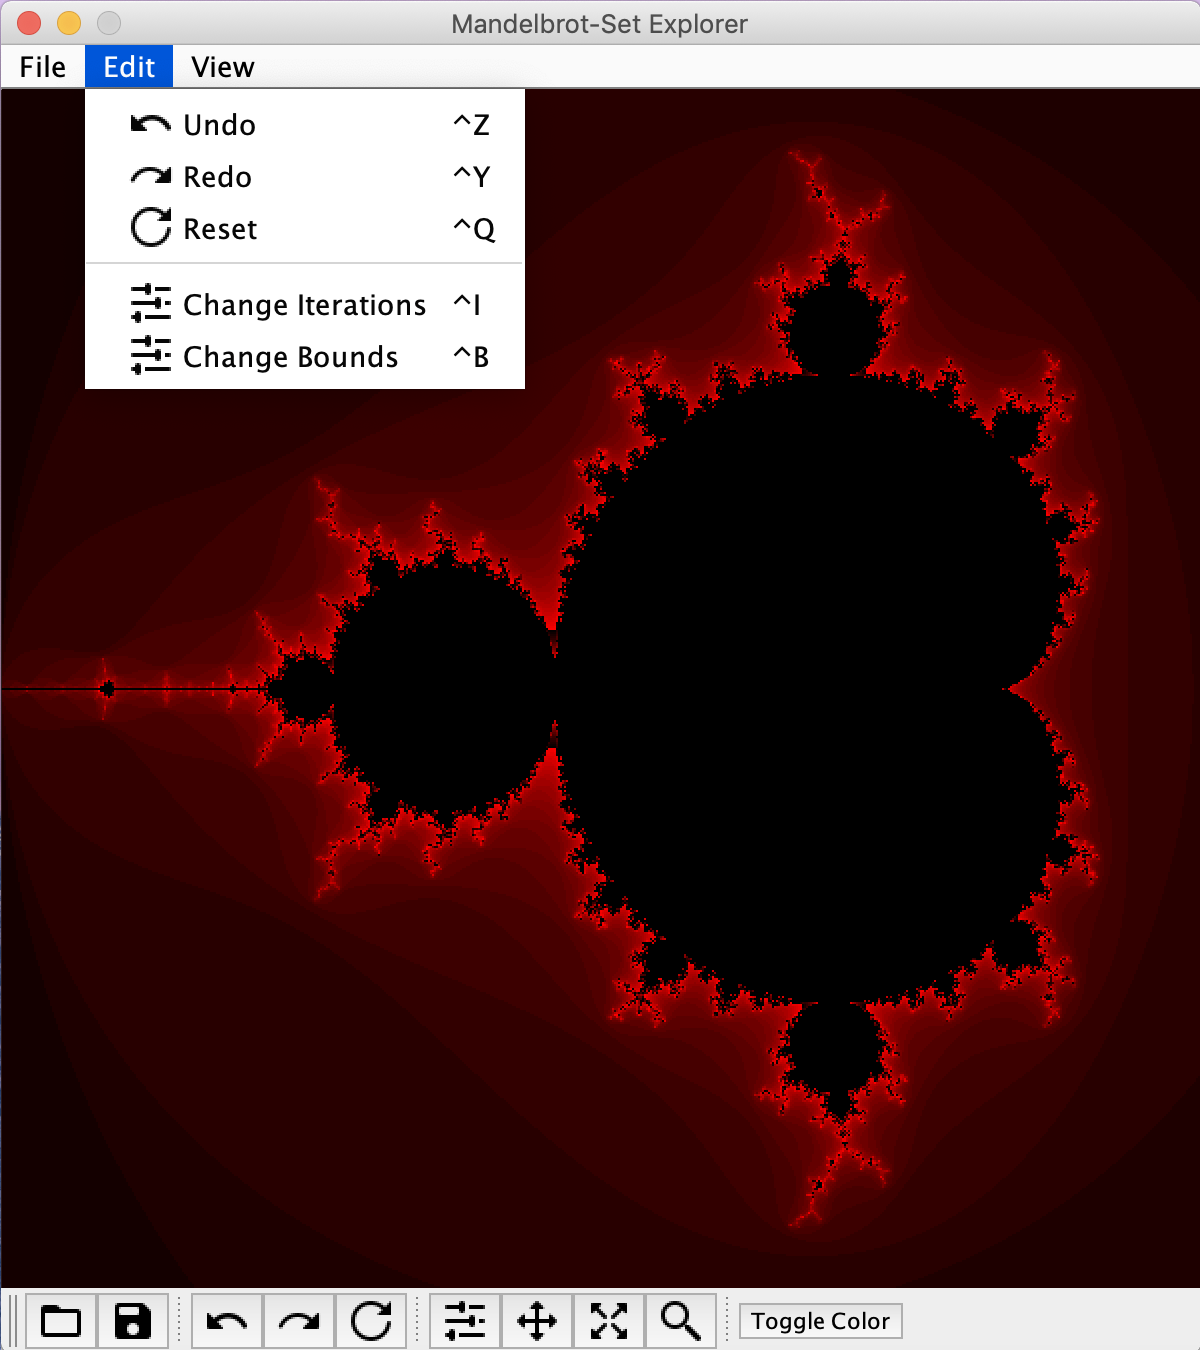 Mandelbrot-Set Explorer
File Edit View
Undo ^Z
Redo ^Y
Reset ^Q
Change Iterations ^I
Change Bounds ^B
Toggle Color